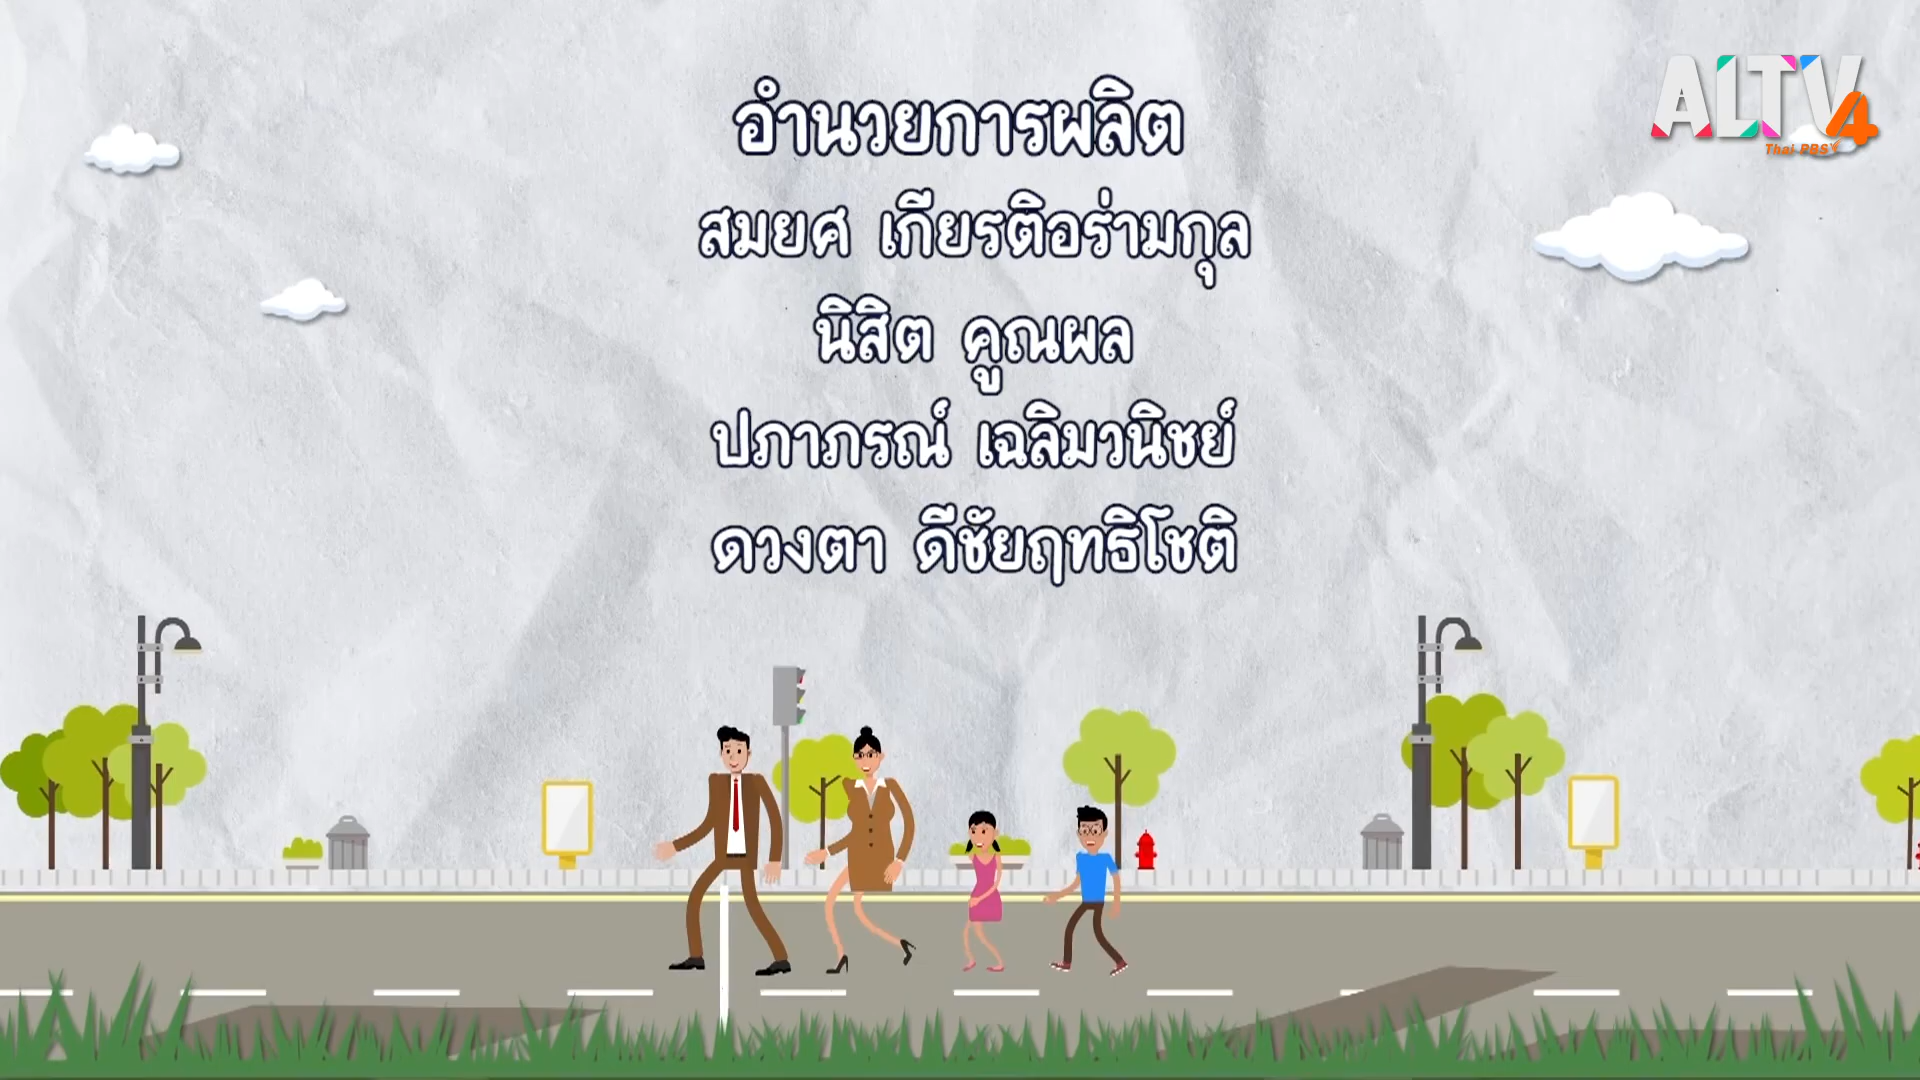 ALTV4
Thai PBS
อำนวยการผลิต
สมยศ เกียรติอร่ามกุล
นิสิต คูณผล
ปภาภรณ์ เฉลิมวนิชย์
ดวงตา ดีชัยฤทธิโชติ